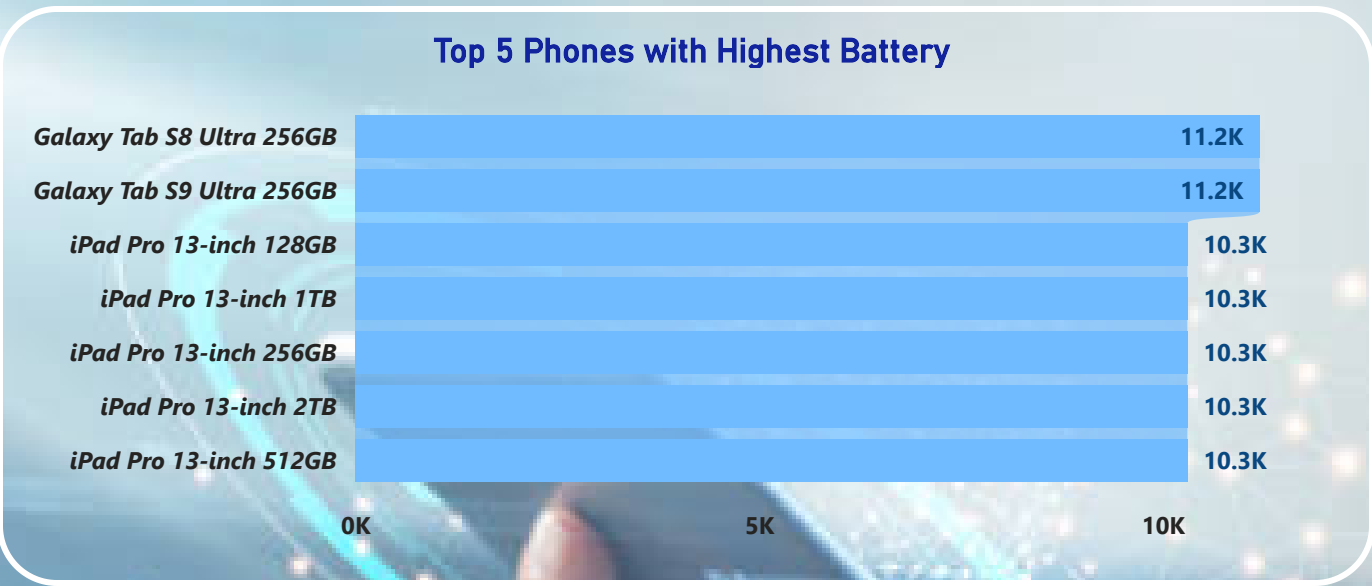 Top 5 Phones with Highest Battery
Galaxy Tab S8 Ultra 256GB 11.2K
Galaxy Tab S9 Ultra 256GB 11.2K
iPad Pro 13-inch 128GB 10.3K
iPad Pro 13-inch 1TB 10.3K
iPad Pro 13-inch 256GB 10.3K
iPad Pro 13-inch 2TB 10.3K
iPad Pro 13-inch 512GB 10.3K
0K 5K 10K